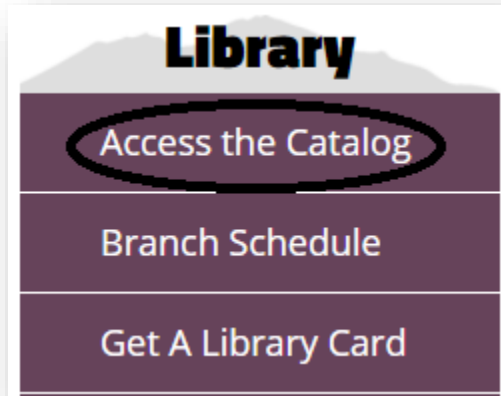 Library
Access the Catalog
Branch Schedule
Get A Library Card